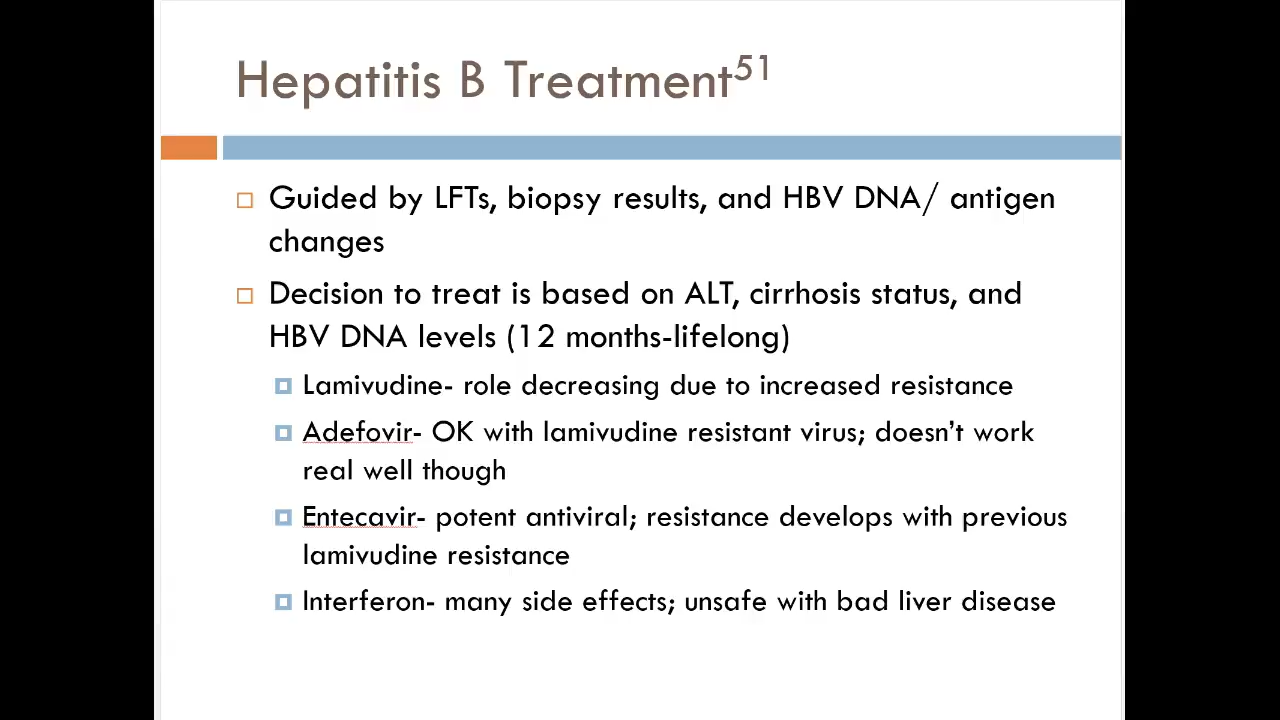 Hepatitis B Treatment51
Guided by LFTs, biopsy results, and HBV DNA/ antigen
changes
Decision to treat is based on ALT, cirrhosis status, and
HBV DNA levels (12 months-lifelong)
Lamivudine- role decreasing due to increased resistance
Adefovir- OK with lamivudine resistant virus; doesn’t work
real well though
Entecavir- potent antiviral; resistance develops with previous
lamivudine resistance
Interferon- many side effects; unsafe with bad liver disease